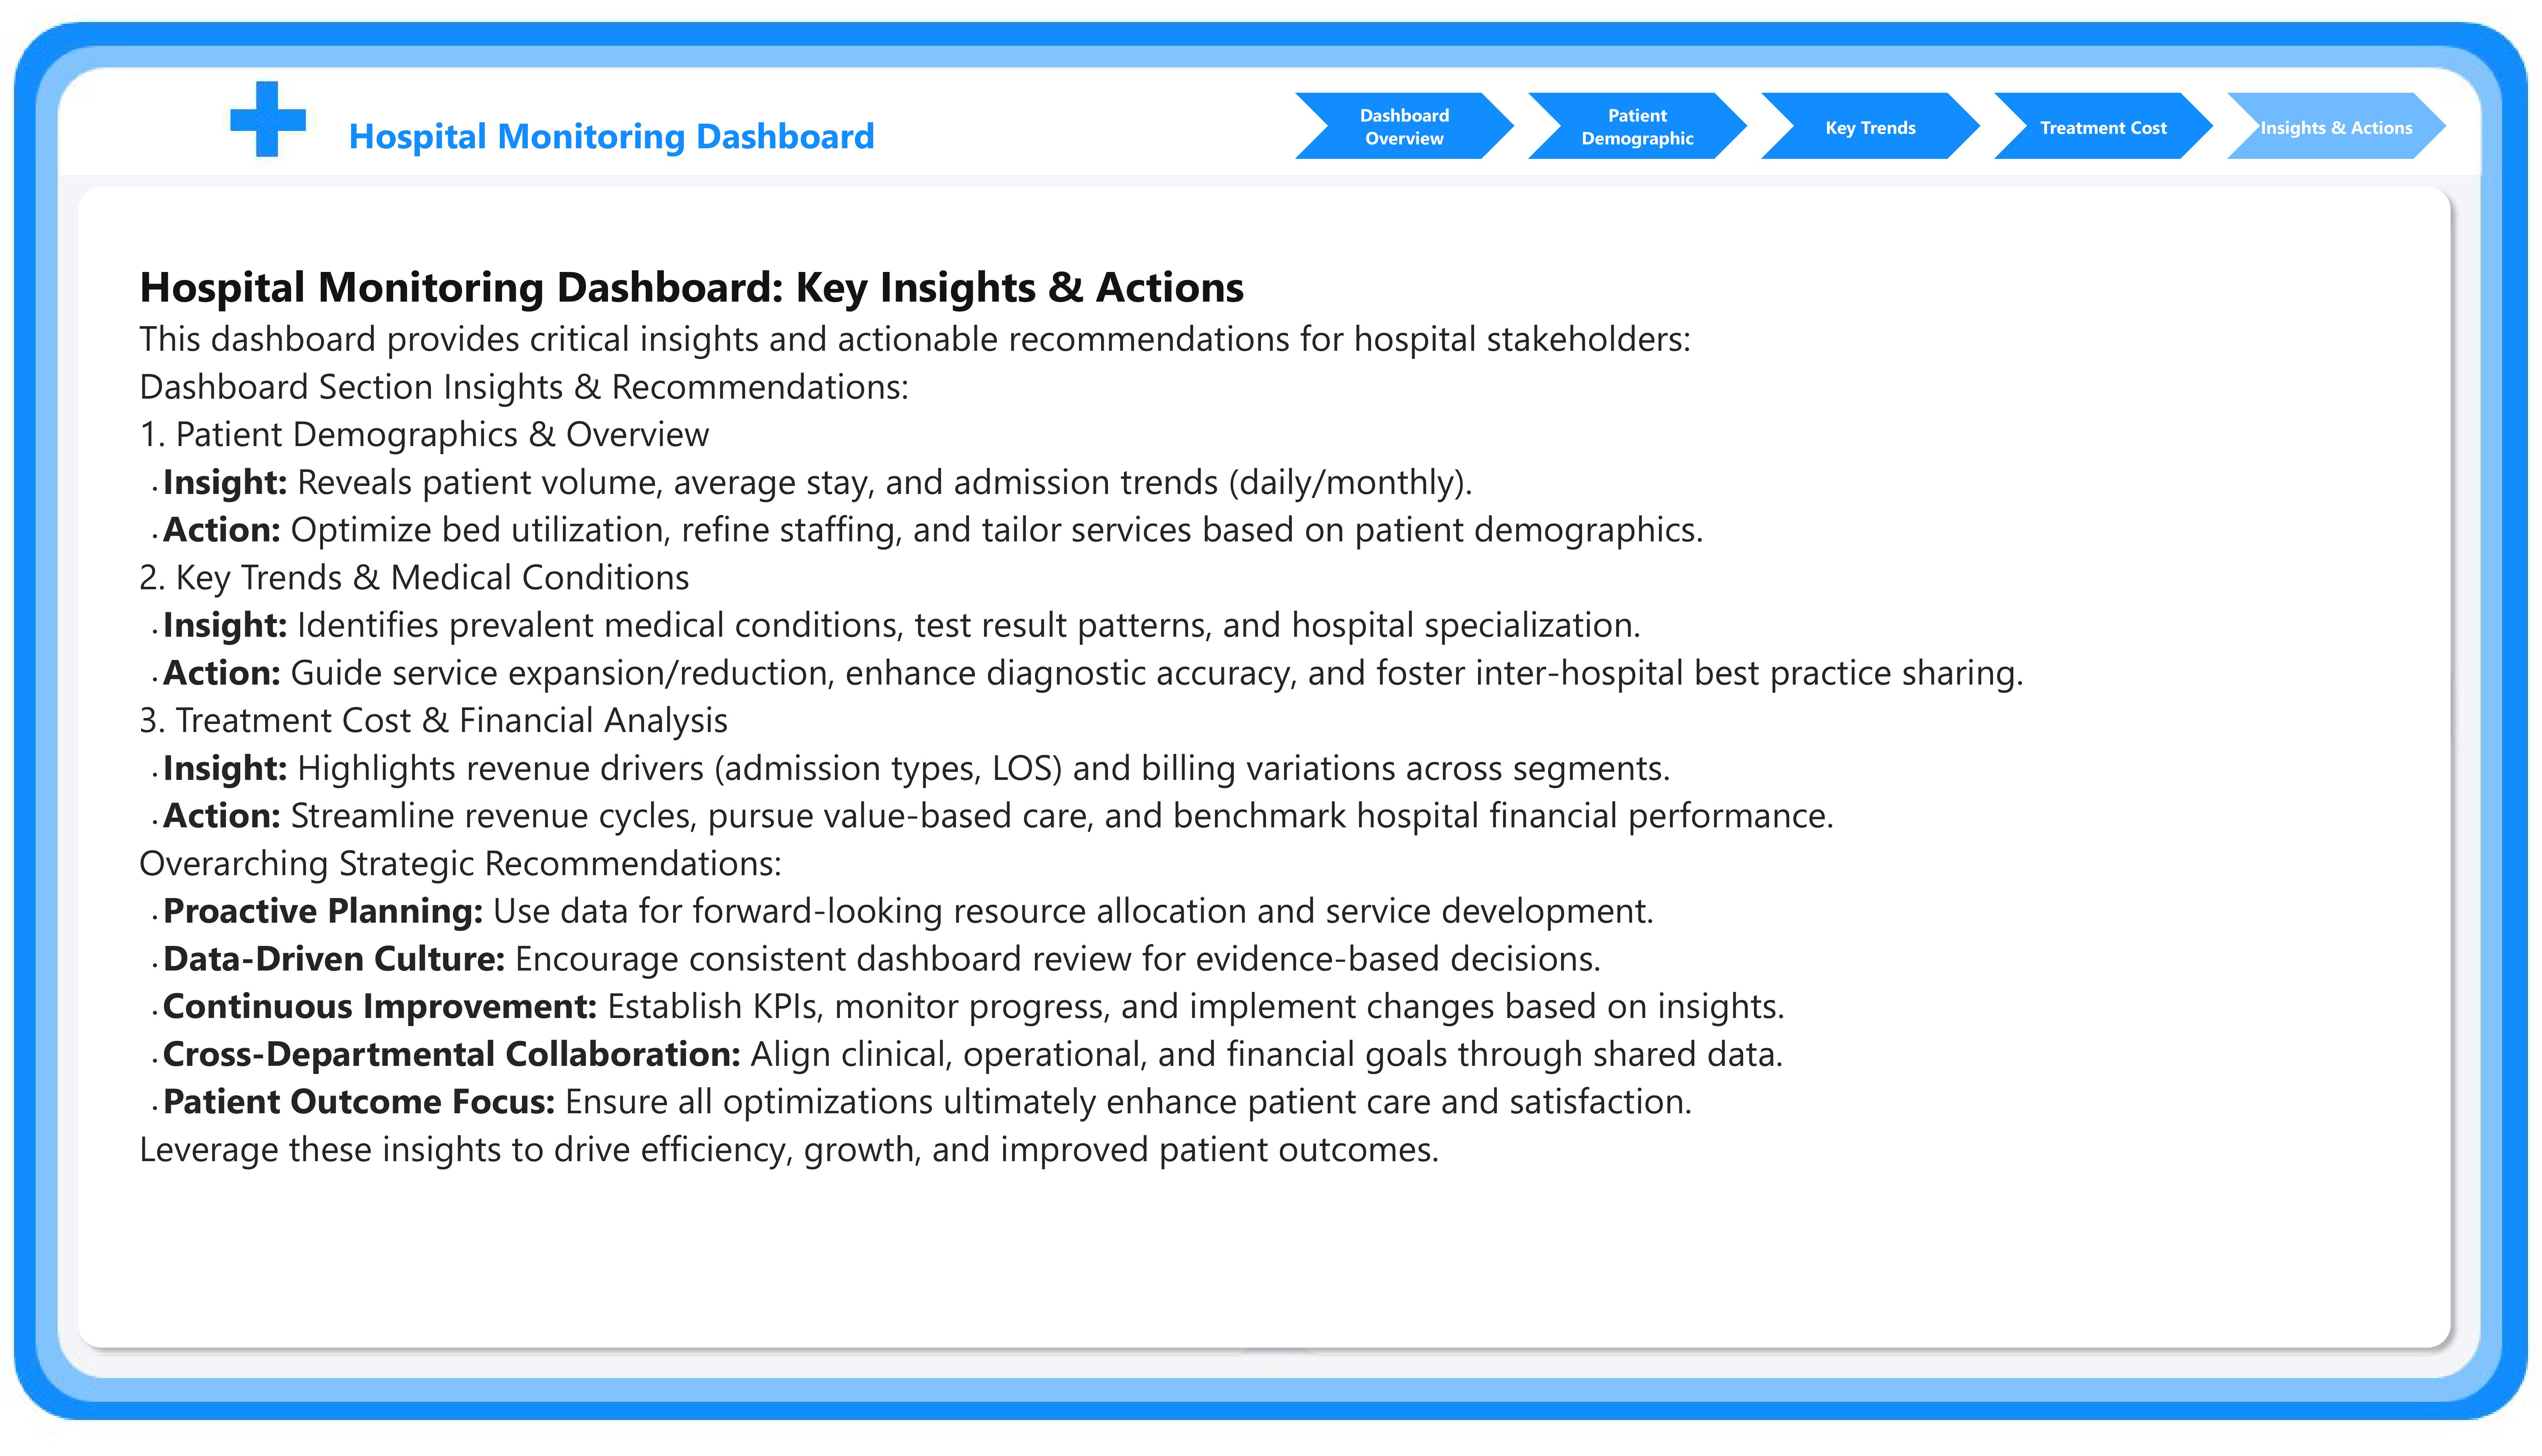 Hospital Monitoring Dashboard
Dashboard
Overview
Patient
Demographic
Key Trends
Treatment Cost
Insights & Actions
Hospital Monitoring Dashboard: Key Insights & Actions
This dashboard provides critical insights and actionable recommendations for hospital stakeholders:
Dashboard Section Insights & Recommendations:
1. Patient Demographics & Overview
· Insight: Reveals patient volume, average stay, and admission trends (daily/monthly).
· Action: Optimize bed utilization, refine staffing, and tailor services based on patient demographics.
2. Key Trends & Medical Conditions
· Insight: Identifies prevalent medical conditions, test result patterns, and hospital specialization.
· Action: Guide service expansion/reduction, enhance diagnostic accuracy, and foster inter-hospital best practice sharing.
3. Treatment Cost & Financial Analysis
· Insight: Highlights revenue drivers (admission types, LOS) and billing variations across segments.
· Action: Streamline revenue cycles, pursue value-based care, and benchmark hospital financial performance.
Overarching Strategic Recommendations:
· Proactive Planning: Use data for forward-looking resource allocation and service development.
· Data-Driven Culture: Encourage consistent dashboard review for evidence-based decisions.
· Continuous Improvement: Establish KPIs, monitor progress, and implement changes based on insights.
· Cross-Departmental Collaboration: Align clinical, operational, and financial goals through shared data.
· Patient Outcome Focus: Ensure all optimizations ultimately enhance patient care and satisfaction.
Leverage these insights to drive efficiency, growth, and improved patient outcomes.